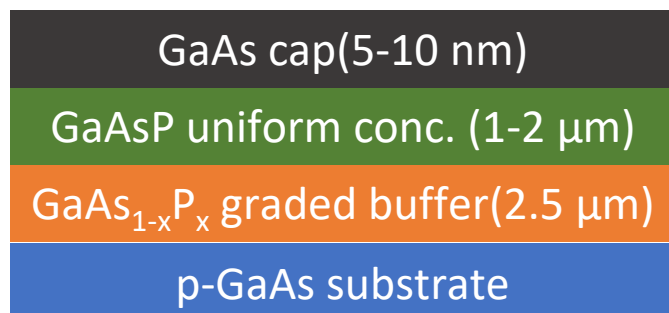 GaAs cap(5-10 nm)
GaAsP uniform conc. (1-2 μm)
GaAs₁₋ₓPₓ graded buffer(2.5 μm)
p-GaAs substrate